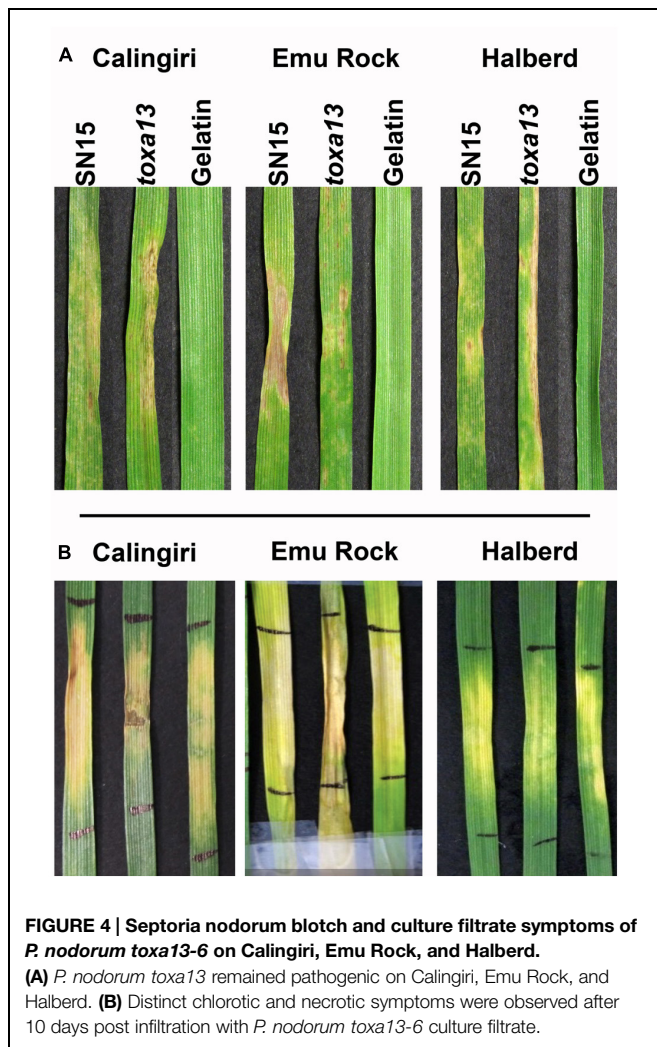 A Calingiri Emu Rock Halberd
SN15 toxa13 Gelatin SN15 toxa13 Gelatin SN15 toxa13 Gelatin
B Calingiri Emu Rock Halberd
FIGURE 4 | Septoria nodorum blotch and culture filtrate symptoms of
P. nodorum toxa13-6 on Calingiri, Emu Rock, and Halberd.
(A) P. nodorum toxa13 remained pathogenic on Calingiri, Emu Rock, and
Halberd. (B) Distinct chlorotic and necrotic symptoms were observed after
10 days post infiltration with P. nodorum toxa13-6 culture filtrate.